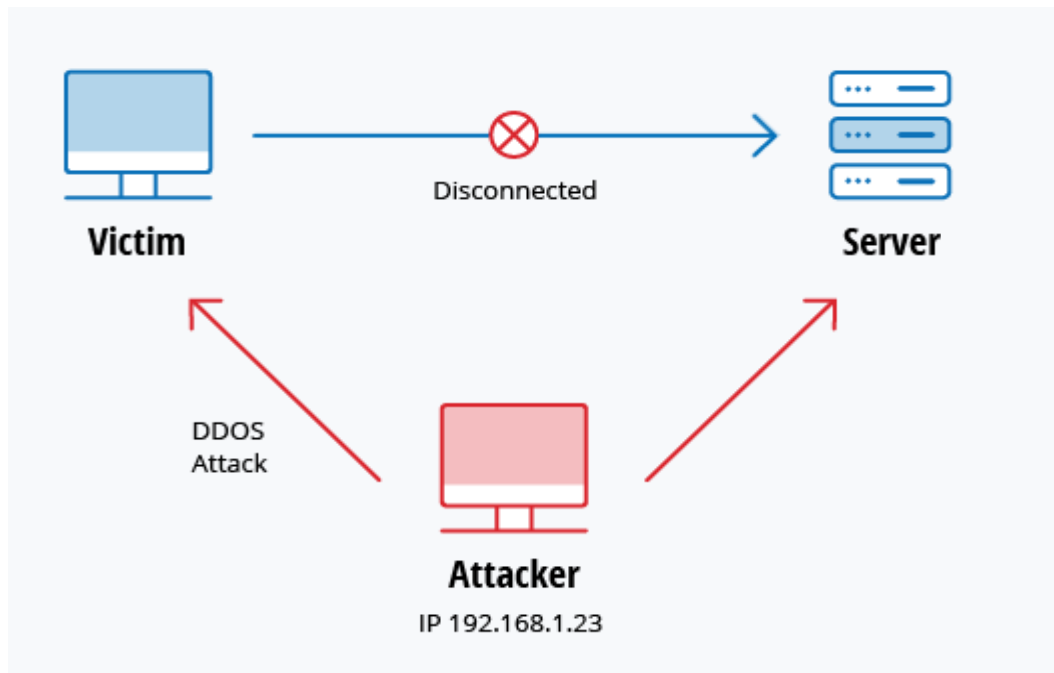 Disconnected
Victim
Server
DDOS
Attack
Attacker
IP 192.168.1.23